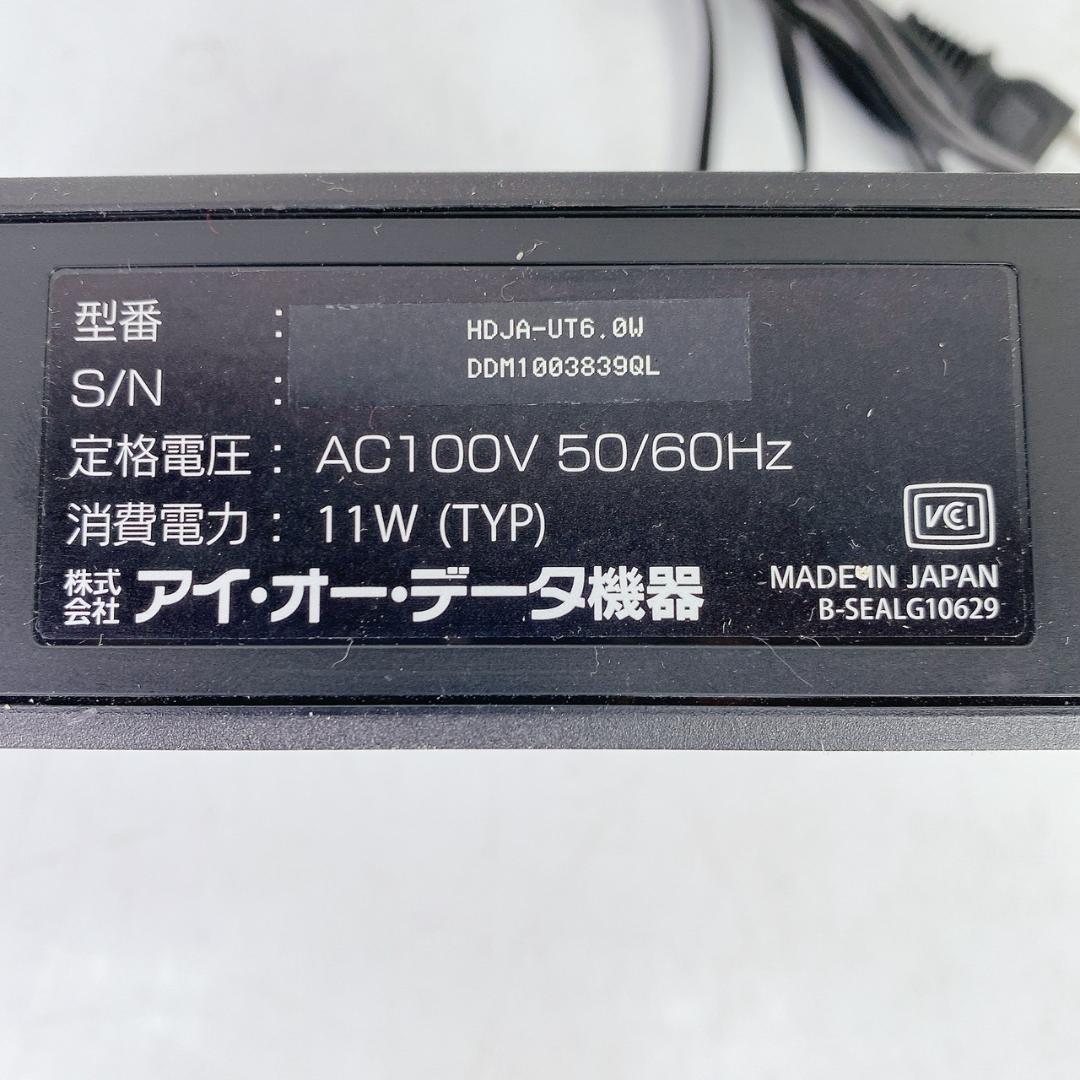 型番 : HDJA-UT6.0W
S/N : DDM1003839QL
定格電圧 : AC100V 50/60Hz
消費電力 : 11W (TYP)
VCCI
株式会社 アイ・オー・データ機器
MADE IN JAPAN
B-SEALG10629